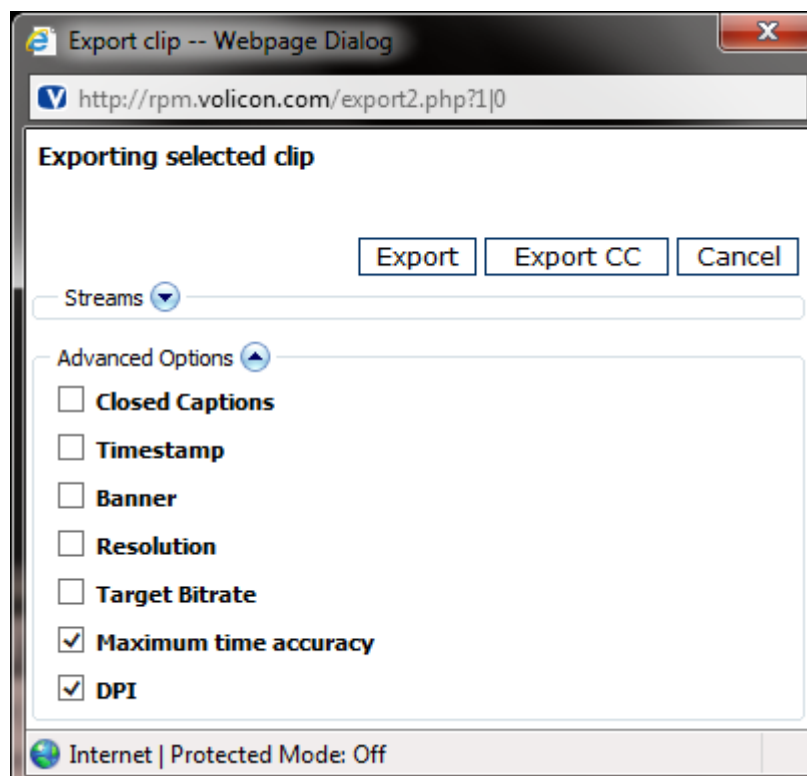 Export clip -- Webpage Dialog
http://rpm.volicon.com/export2.php?1|0
Exporting selected clip
Export Export CC Cancel
Streams
Advanced Options
Closed Captions
Timestamp
Banner
Resolution
Target Bitrate
Maximum time accuracy
DPI
Internet | Protected Mode: Off